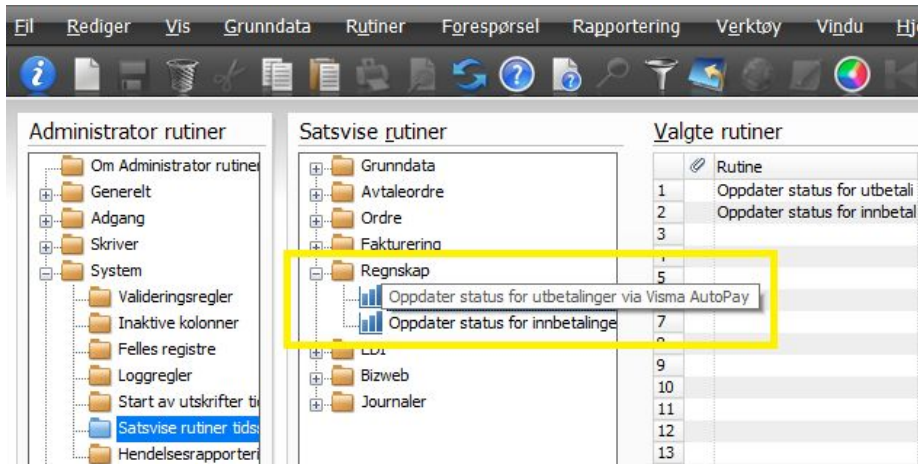 Fil Rediger Vis Grunndata Rutiner Forespørsel Rapportering Verktøy Vindu
Administrator rutiner
Om Administrator rutiner
Generelt
Adgang
Skriver
System
Valideringsregler
Inaktive kolonner
Felles registre
Loggregler
Start av utskrifter
Satsvise rutiner
Satsvise rutiner
Grunndata
Avtaleordre
Ordre
Fakturering
Regnskap
Oppdater status for utbetalinger via Visma AutoPay
Oppdater status for innbetalinge
EDI
Bizweb
Journaler
Valgte rutiner
Rutine
1 Oppdater status for utbetali
2 Oppdater status for innbetal
3
5
7
9
10
11
12
13